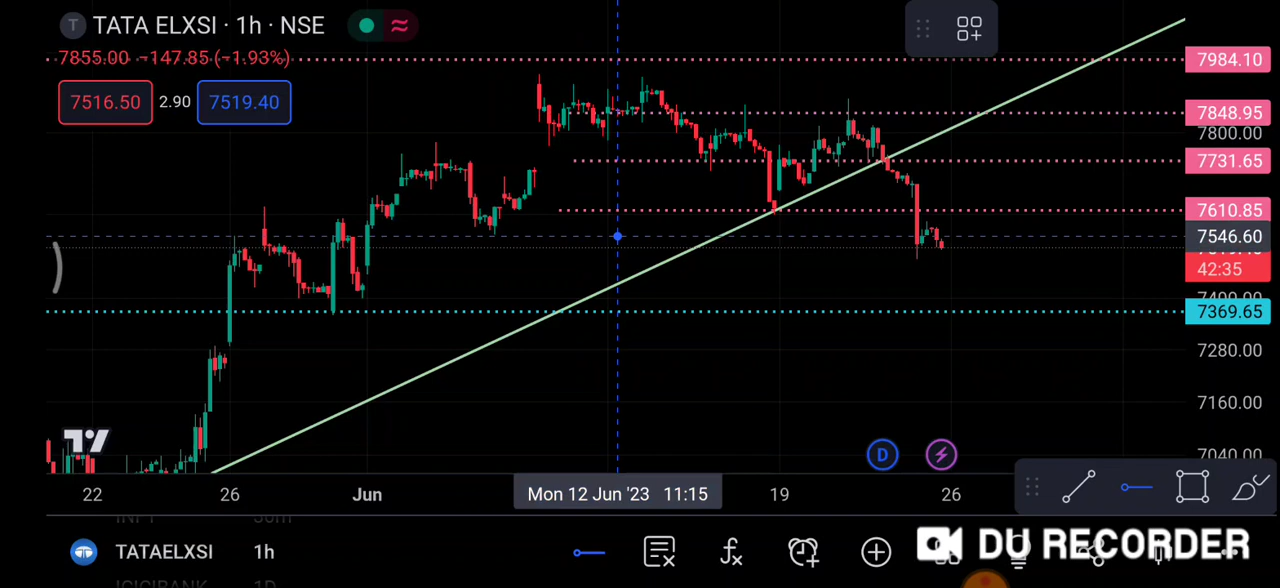 T TATA ELXSI · 1h · NSE
7855.00 −147.85 (−1.93%)
7516.50 2.90 7519.40
7984.10
7848.95
7800.00
7731.65
7610.85
7546.60
42:35
7400.00
7369.65
7280.00
7160.00
7040.00
D
22 26 Jun Mon 12 Jun '23 11:15 19 26
TATAELXSI 1h
DU RECORDER
ICICIBANK 1D